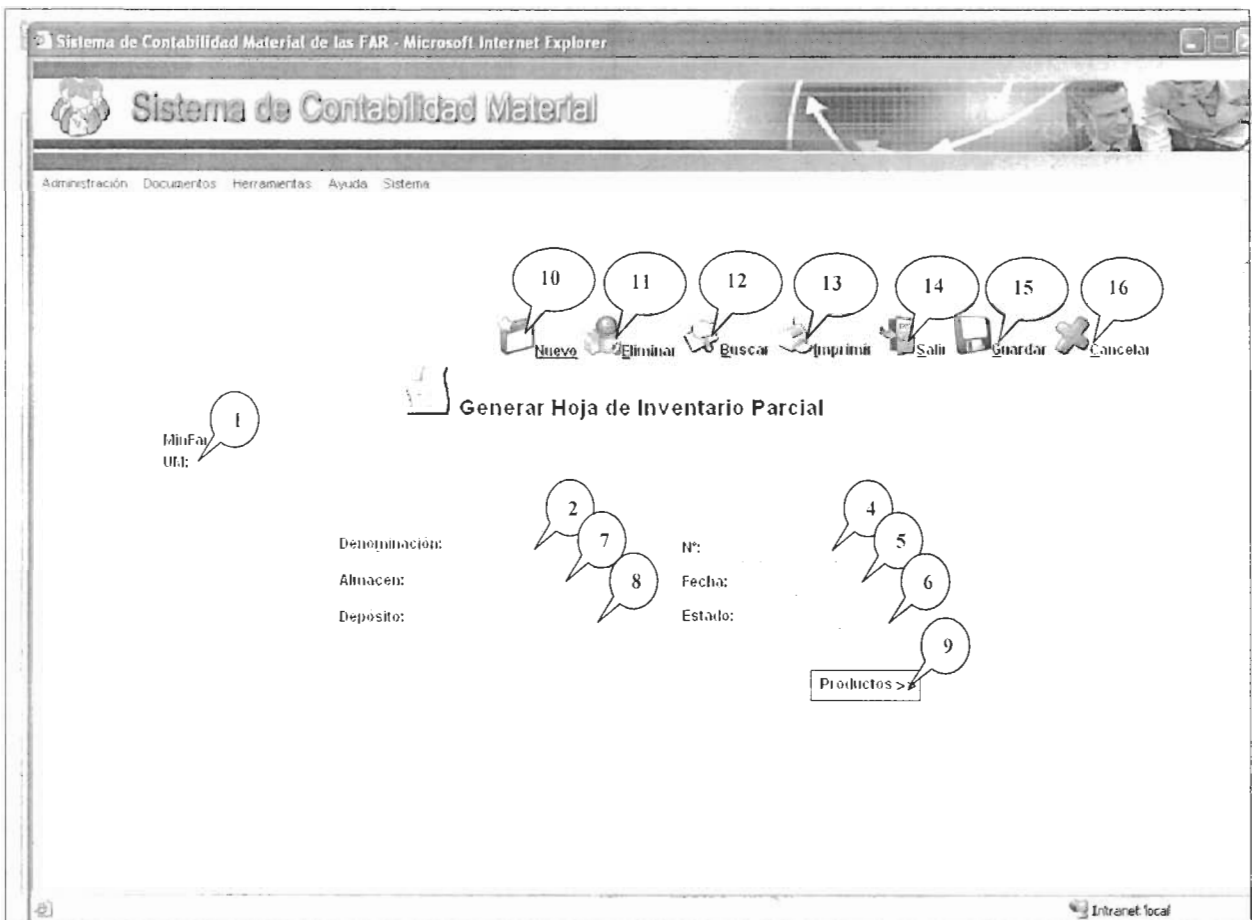 Sistema de Contabilidad Material de las FAR - Microsoft Internet Explorer
Sistema de Contabilidad Material
Administración Documentos Herramientas Ayuda Sistema
10 11 12 13 14 15 16
Nuevo Eliminar Buscar Imprimir Salir Guardar Cancelar
Generar Hoja de Inventario Parcial
1
MinFar
UM:
2 4
Denominación: 7 Nº: 5
Almacen: 8 Fecha: 6
Deposito: Estado:
9
Productos >>
Intranet local